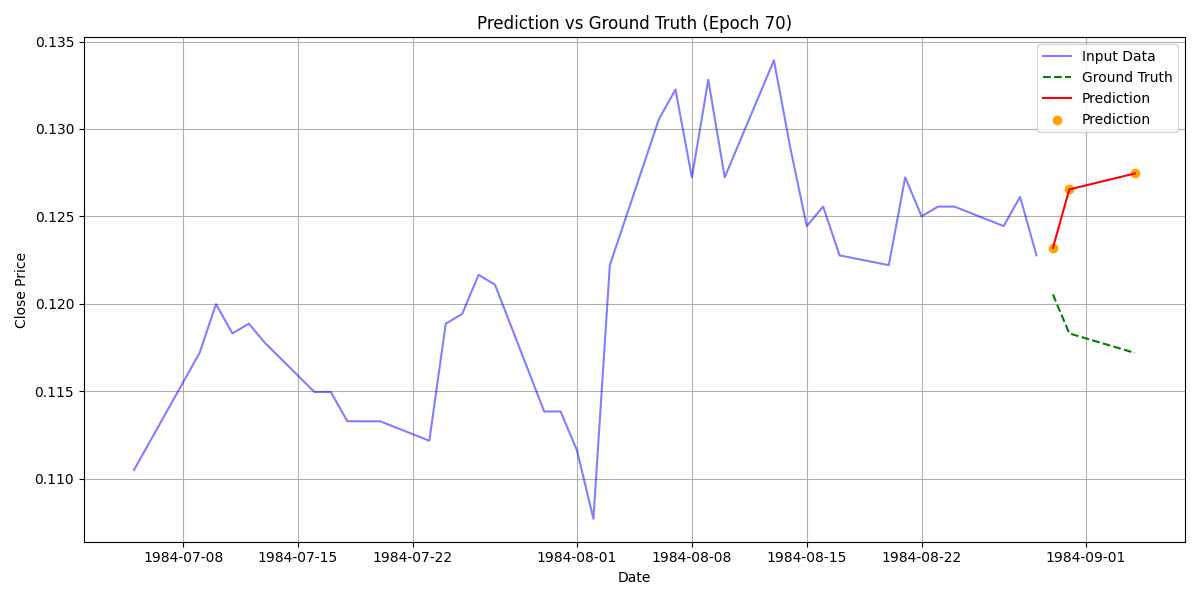 Prediction vs Ground Truth (Epoch 70)
Input Data
Ground Truth
Prediction
Prediction
Close Price
0.135
0.130
0.125
0.120
0.115
0.110
1984-07-08
1984-07-15
1984-07-22
1984-08-01
1984-08-08
1984-08-15
1984-08-22
1984-09-01
Date